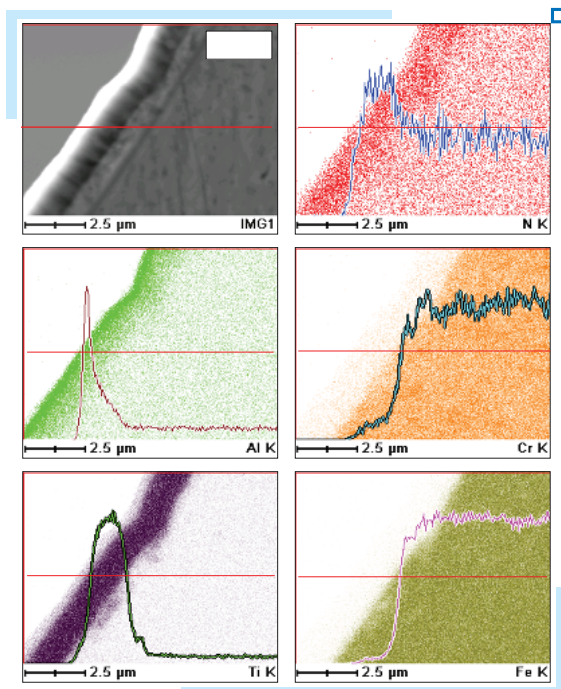 2.5 µm IMG1
2.5 µm N K
2.5 µm Al K
2.5 µm Cr K
2.5 µm Ti K
2.5 µm Fe K